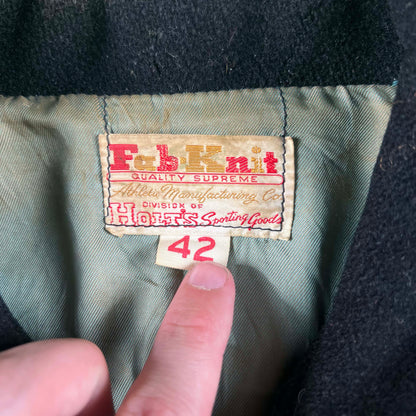 Fab-Knit
QUALITY SUPREME
Athletic Manufacturing Co.
DIVISION OF
HOLT'S Sporting Goods
42